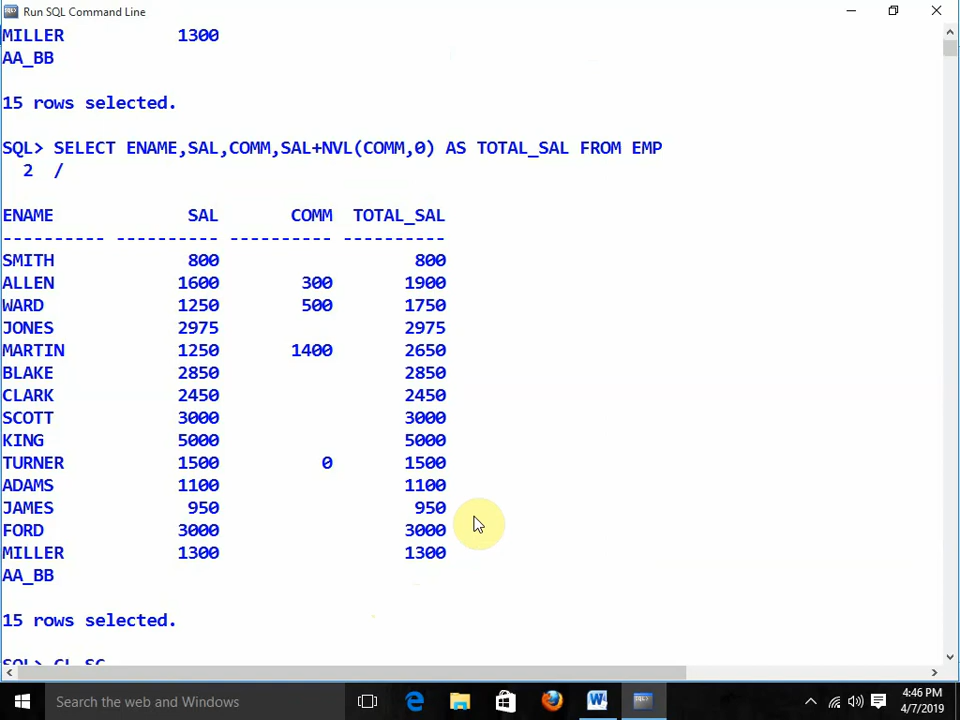 Run SQL Command Line
MILLER 1300
AA_BB
15 rows selected.
SQL> SELECT ENAME,SAL,COMM,SAL+NVL(COMM,0) AS TOTAL_SAL FROM EMP
2 /
ENAME SAL COMM TOTAL_SAL
---------- ---------- ---------- ----------
SMITH 800 800
ALLEN 1600 300 1900
WARD 1250 500 1750
JONES 2975 2975
MARTIN 1250 1400 2650
BLAKE 2850 2850
CLARK 2450 2450
SCOTT 3000 3000
KING 5000 5000
TURNER 1500 0 1500
ADAMS 1100 1100
JAMES 950 950
FORD 3000 3000
MILLER 1300 1300
AA_BB
15 rows selected.
SQL> CL SC
Search the web and Windows
4:46 PM
4/7/2019